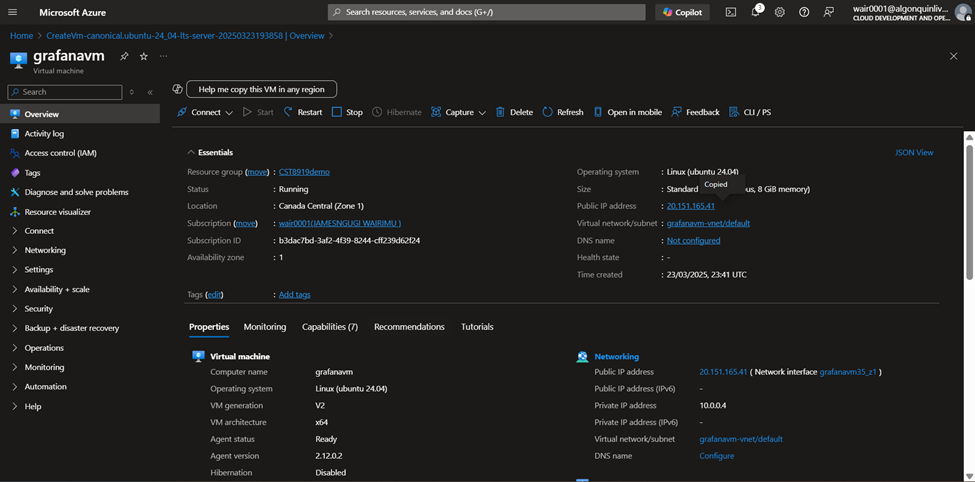 Microsoft Azure
Search resources, services, and docs (G+/)
Copilot
3
wair0001@algonquinliv...
CLOUD DEVELOPMENT AND OPE...
Home > CreateVm-canonical.ubuntu-24_04-lts-server-20250323193858 | Overview >
grafanavm
Virtual machine
Search
Help me copy this VM in any region
Connect Start Restart Stop Hibernate Capture Delete Refresh Open in mobile Feedback CLI / PS
Overview
Activity log
Access control (IAM)
Tags
Diagnose and solve problems
Resource visualizer
Connect
Networking
Settings
Availability + scale
Security
Backup + disaster recovery
Operations
Monitoring
Automation
Help
Essentials
JSON View
Resource group (move) : CST8919demo
Status : Running
Location : Canada Central (Zone 1)
Subscription (move) : wair0001(JAMESNGUGI WAIRIMU )
Subscription ID : b3dac7bd-3af2-4f39-8244-cff239d62f24
Availability zone : 1
Operating system : Linux (ubuntu 24.04)
Copied
Size : Standard us, 8 GiB memory)
Public IP address : 20.151.165.41
Virtual network/subnet : grafanavm-vnet/default
DNS name : Not configured
Health state : -
Time created : 23/03/2025, 23:41 UTC
Tags (edit) : Add tags
Properties Monitoring Capabilities (7) Recommendations Tutorials
Virtual machine
Computer name grafanavm
Operating system Linux (ubuntu 24.04)
VM generation V2
VM architecture x64
Agent status Ready
Agent version 2.12.0.2
Hibernation Disabled
Networking
Public IP address 20.151.165.41 ( Network interface grafanavm35_z1 )
Public IP address (IPv6) -
Private IP address 10.0.0.4
Private IP address (IPv6) -
Virtual network/subnet grafanavm-vnet/default
DNS name Configure